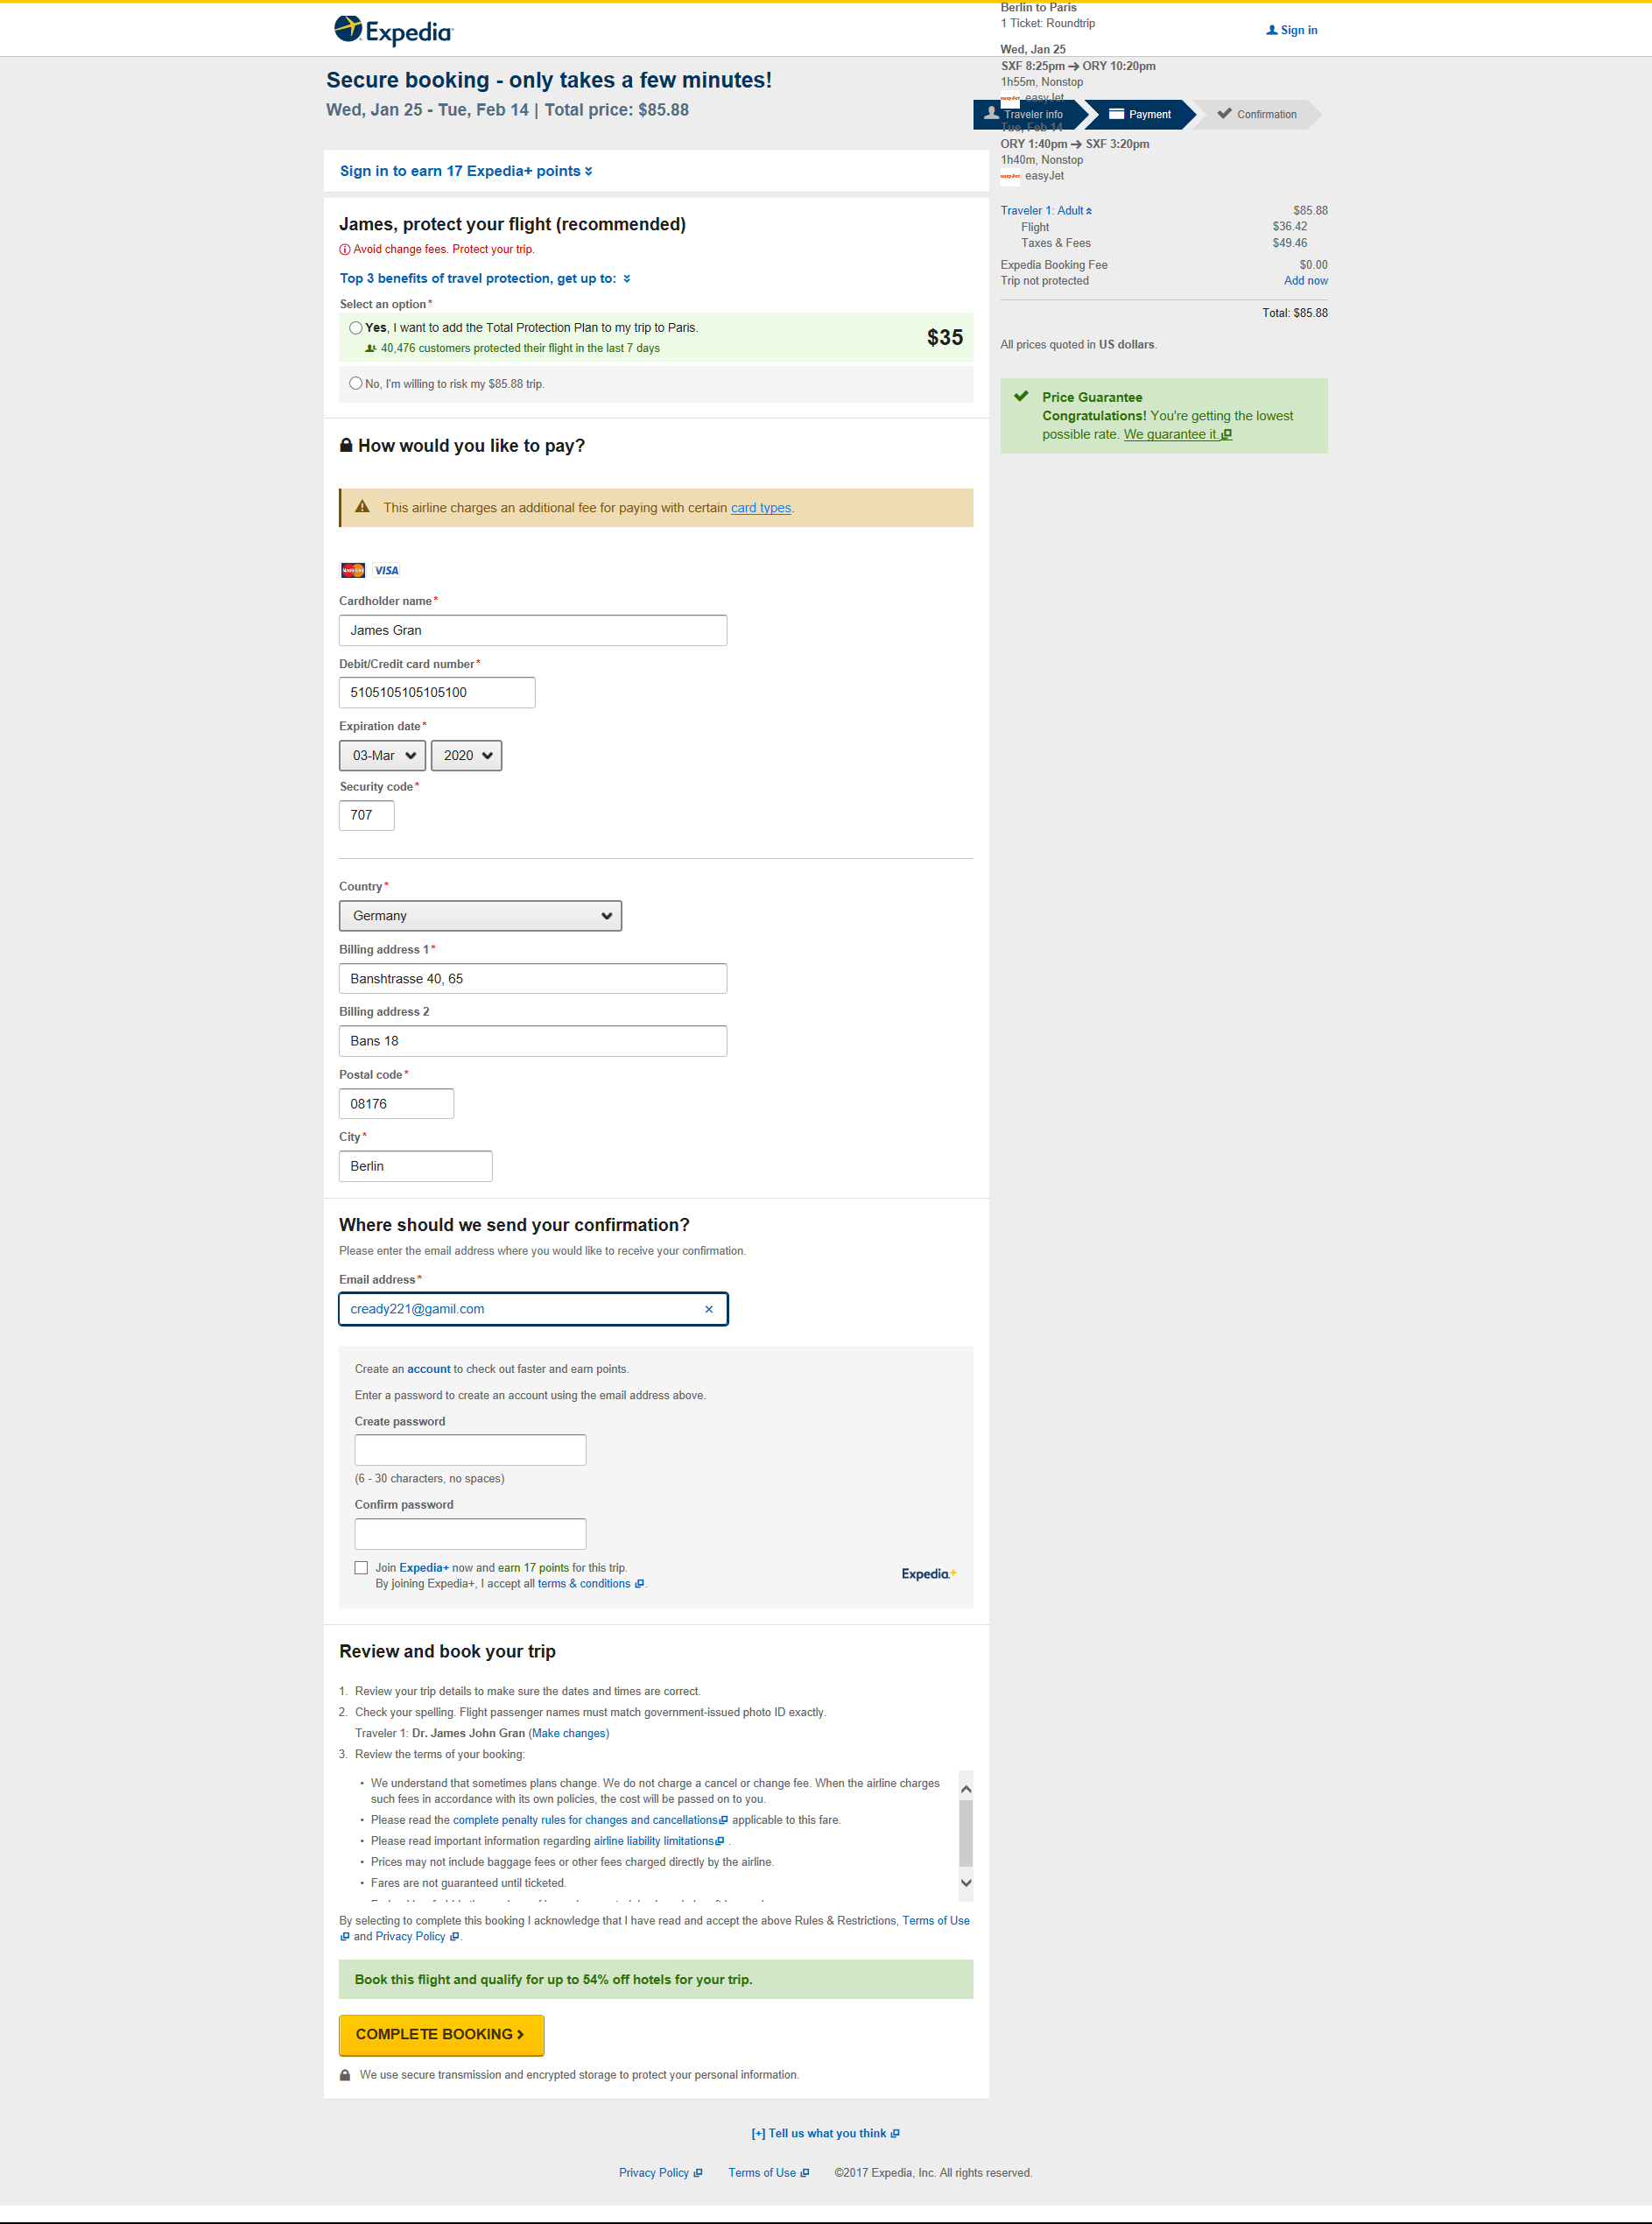 Expedia
Sign in
Secure booking - only takes a few minutes!
Wed, Jan 25 - Tue, Feb 14 | Total price: $85.88
Traveler info
Payment
Confirmation
Berlin to Paris
1 Ticket: Roundtrip
Wed, Jan 25
SXF 8:25pm → ORY 10:20pm
1h55m, Nonstop
easyJet
Tue, Feb 14
ORY 1:40pm → SXF 3:20pm
1h40m, Nonstop
easyJet
Traveler 1: Adult $85.88
Flight $36.42
Taxes & Fees $49.46
Expedia Booking Fee $0.00
Trip not protected Add now
Total: $85.88
All prices quoted in US dollars.
Price Guarantee
Congratulations! You're getting the lowest
possible rate. We guarantee it.
Sign in to earn 17 Expedia+ points
James, protect your flight (recommended)
Avoid change fees. Protect your trip.
Top 3 benefits of travel protection, get up to:
Select an option*
Yes, I want to add the Total Protection Plan to my trip to Paris.
40,476 customers protected their flight in the last 7 days
$35
No, I'm willing to risk my $85.88 trip.
How would you like to pay?
This airline charges an additional fee for paying with certain card types.
MasterCard VISA
Cardholder name*
James Gran
Debit/Credit card number*
5105105105105100
Expiration date*
03-Mar 2020
Security code*
707
Country*
Germany
Billing address 1*
Banshtrasse 40, 65
Billing address 2
Bans 18
Postal code*
08176
City*
Berlin
Where should we send your confirmation?
Please enter the email address where you would like to receive your confirmation.
Email address*
cready221@gamil.com ×
Create an account to check out faster and earn points.
Enter a password to create an account using the email address above.
Create password
(6 - 30 characters, no spaces)
Confirm password
Join Expedia+ now and earn 17 points for this trip.
By joining Expedia+, I accept all terms & conditions.
Expedia+
Review and book your trip
1. Review your trip details to make sure the dates and times are correct.
2. Check your spelling. Flight passenger names must match government-issued photo ID exactly.
Traveler 1: Dr. James John Gran (Make changes)
3. Review the terms of your booking:
• We understand that sometimes plans change. We do not charge a cancel or change fee. When the airline charges
such fees in accordance with its own policies, the cost will be passed on to you.
• Please read the complete penalty rules for changes and cancellations applicable to this fare.
• Please read important information regarding airline liability limitations .
• Prices may not include baggage fees or other fees charged directly by the airline.
• Fares are not guaranteed until ticketed.
By selecting to complete this booking I acknowledge that I have read and accept the above Rules & Restrictions, Terms of Use
and Privacy Policy .
Book this flight and qualify for up to 54% off hotels for your trip.
COMPLETE BOOKING >
We use secure transmission and encrypted storage to protect your personal information.
[+] Tell us what you think
Privacy Policy Terms of Use ©2017 Expedia, Inc. All rights reserved.